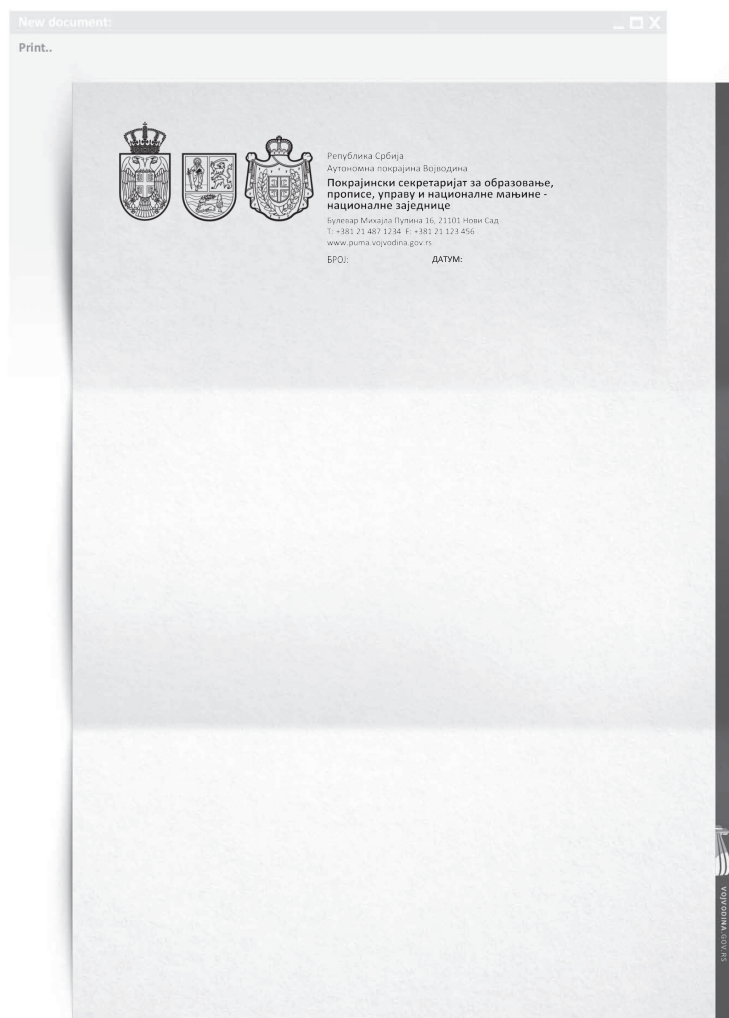 New document:
Print..
Република Србија
Аутономна покрајина Војводина
Покрајински секретаријат за образовање,
прописе, управу и националне мањине -
националне заједнице
Булевар Михајла Пупина 16, 21101 Нови Сад
Т: +381 21 487 1234 F: +381 21 123 456
www.puma.vojvodina.gov.rs
БРОЈ: ДАТУМ:
VOJVODINA.GOV.RS